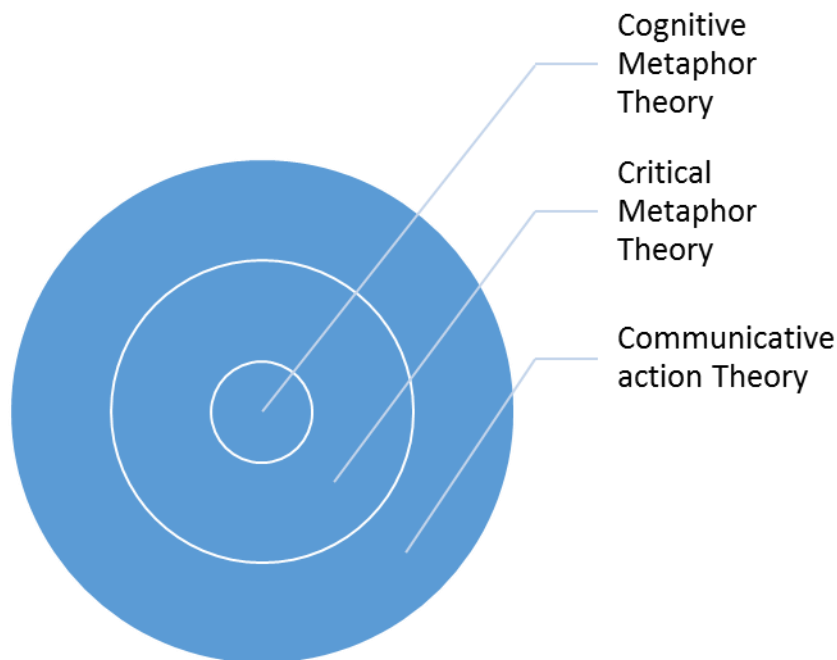 Cognitive
Metaphor
Theory
Critical
Metaphor
Theory
Communicative
action Theory